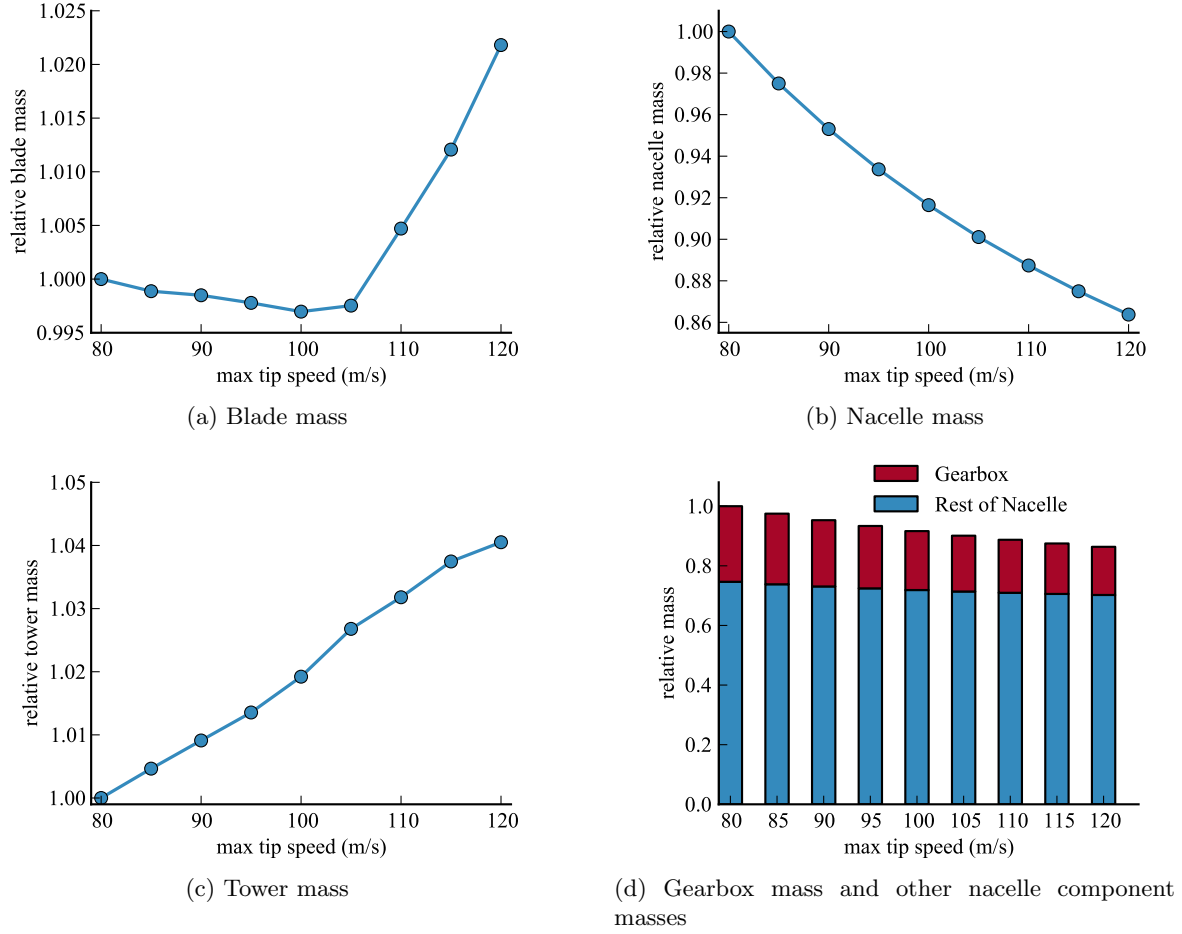 1.025
1.020
1.015
1.010
1.005
1.000
0.995
relative blade mass
80 90 100 110 120
max tip speed (m/s)
(a) Blade mass
1.00
0.98
0.96
0.94
0.92
0.90
0.88
0.86
relative nacelle mass
80 90 100 110 120
max tip speed (m/s)
(b) Nacelle mass
1.05
1.04
1.03
1.02
1.01
1.00
relative tower mass
80 90 100 110 120
max tip speed (m/s)
(c) Tower mass
Gearbox
Rest of Nacelle
1.0
0.8
0.6
0.4
0.2
0.0
relative mass
80 85 90 95 100 105 110 115 120
max tip speed (m/s)
(d) Gearbox mass and other nacelle component
masses